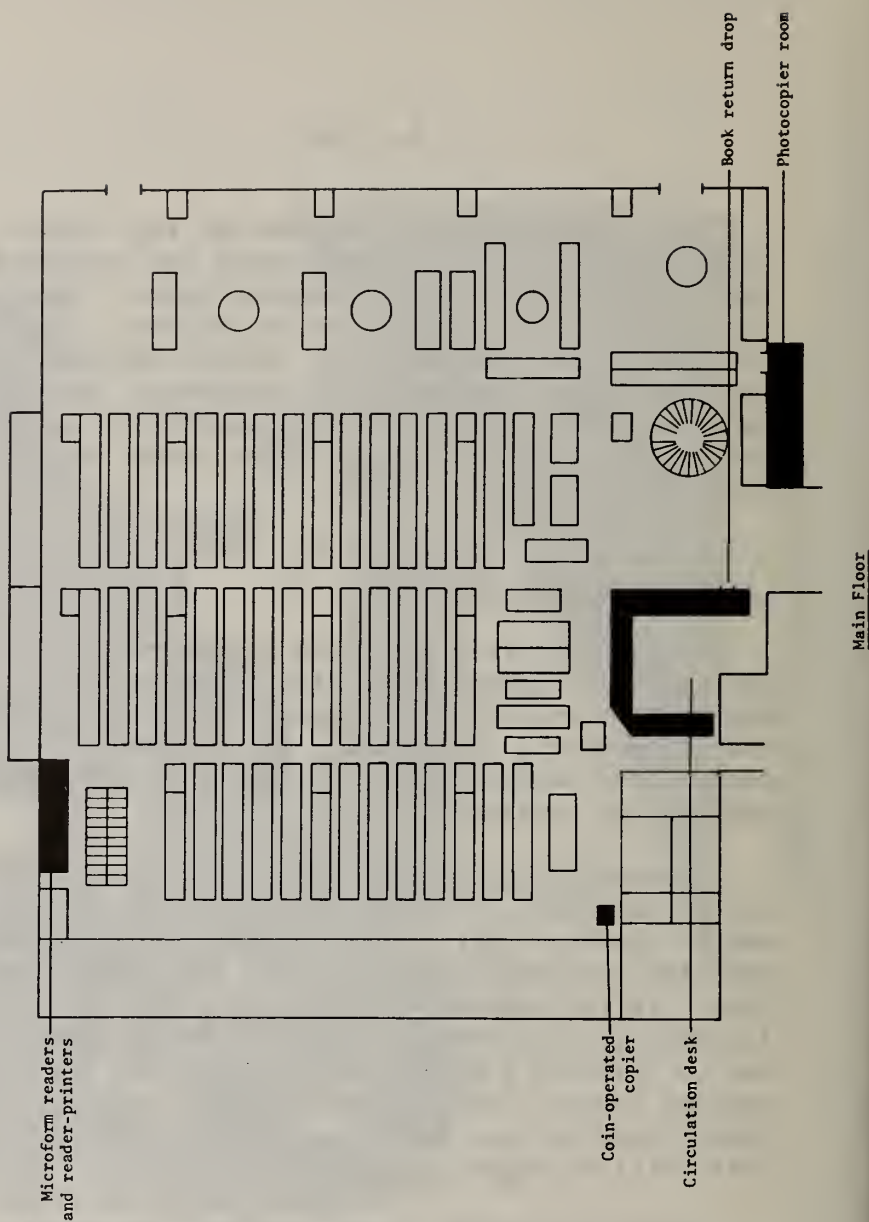 Microform readers
and reader-printers
Coin-operated
copier
Circulation desk
Book return drop
Photocopier room
Main Floor